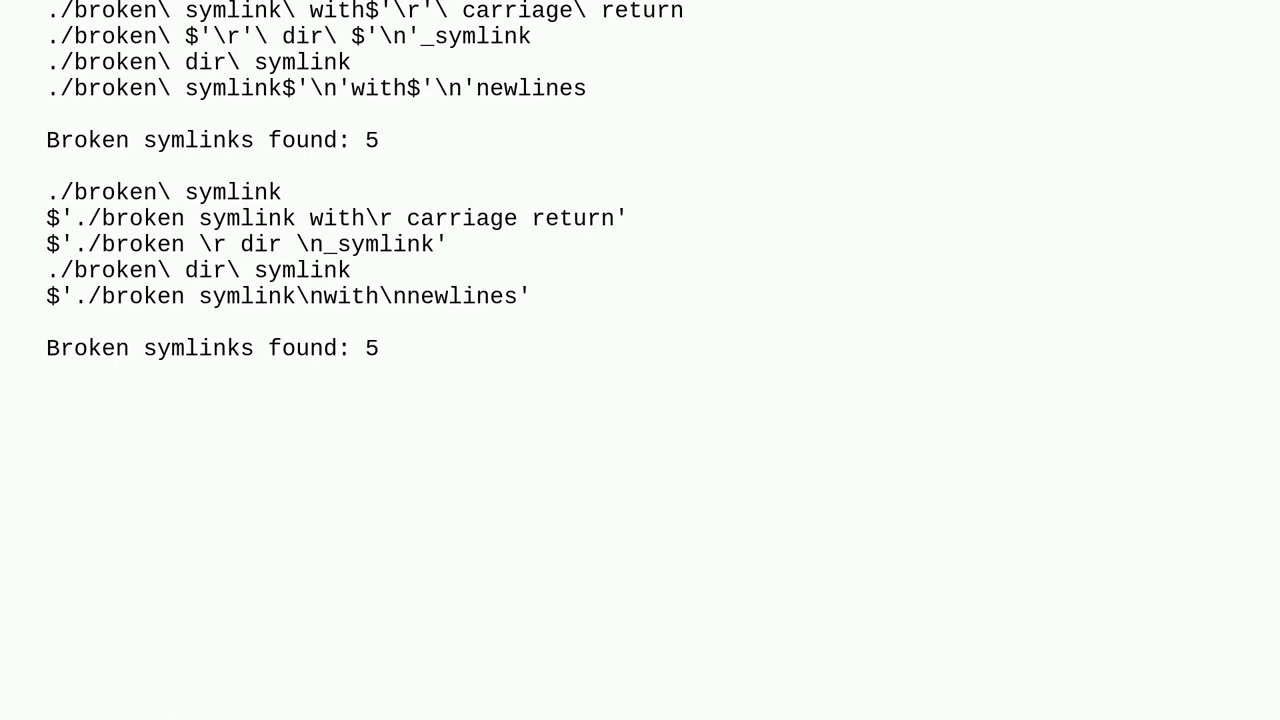 ./broken\ symlink\ with$'\r'\ carriage\ return
./broken\ $'\r'\ dir\ $'\n'_symlink
./broken\ dir\ symlink
./broken\ symlink$'\n'with$'\n'newlines
Broken symlinks found: 5
./broken\ symlink
$'./broken symlink with\r carriage return'
$'./broken \r dir \n_symlink'
./broken\ dir\ symlink
$'./broken symlink\nwith\nnewlines'
Broken symlinks found: 5